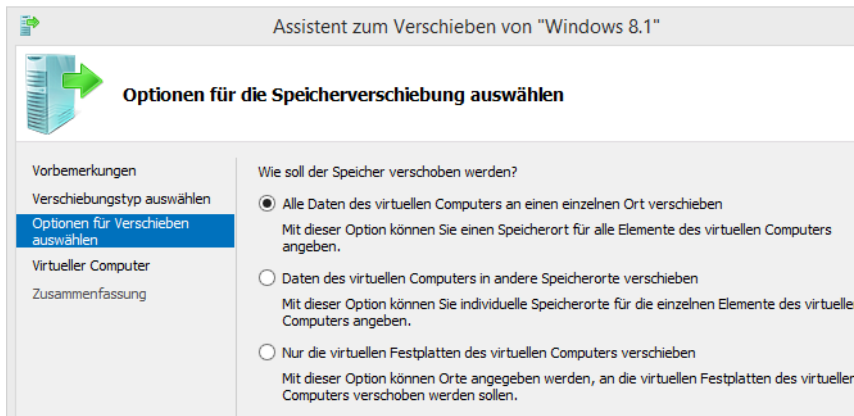 Assistent zum Verschieben von "Windows 8.1"
Optionen für die Speicherverschiebung auswählen
Vorbemerkungen
Verschiebungstyp auswählen
Optionen für Verschieben
auswählen
Virtueller Computer
Zusammenfassung
Wie soll der Speicher verschoben werden?
Alle Daten des virtuellen Computers an einen einzelnen Ort verschieben
Mit dieser Option können Sie einen Speicherort für alle Elemente des virtuellen Computers
angeben.
Daten des virtuellen Computers in andere Speicherorte verschieben
Mit dieser Option können Sie individuelle Speicherorte für die einzelnen Elemente des virtuelle
Computers angeben.
Nur die virtuellen Festplatten des virtuellen Computers verschieben
Mit dieser Option können Orte angegeben werden, an die virtuellen Festplatten des virtueller
Computers verschoben werden sollen.